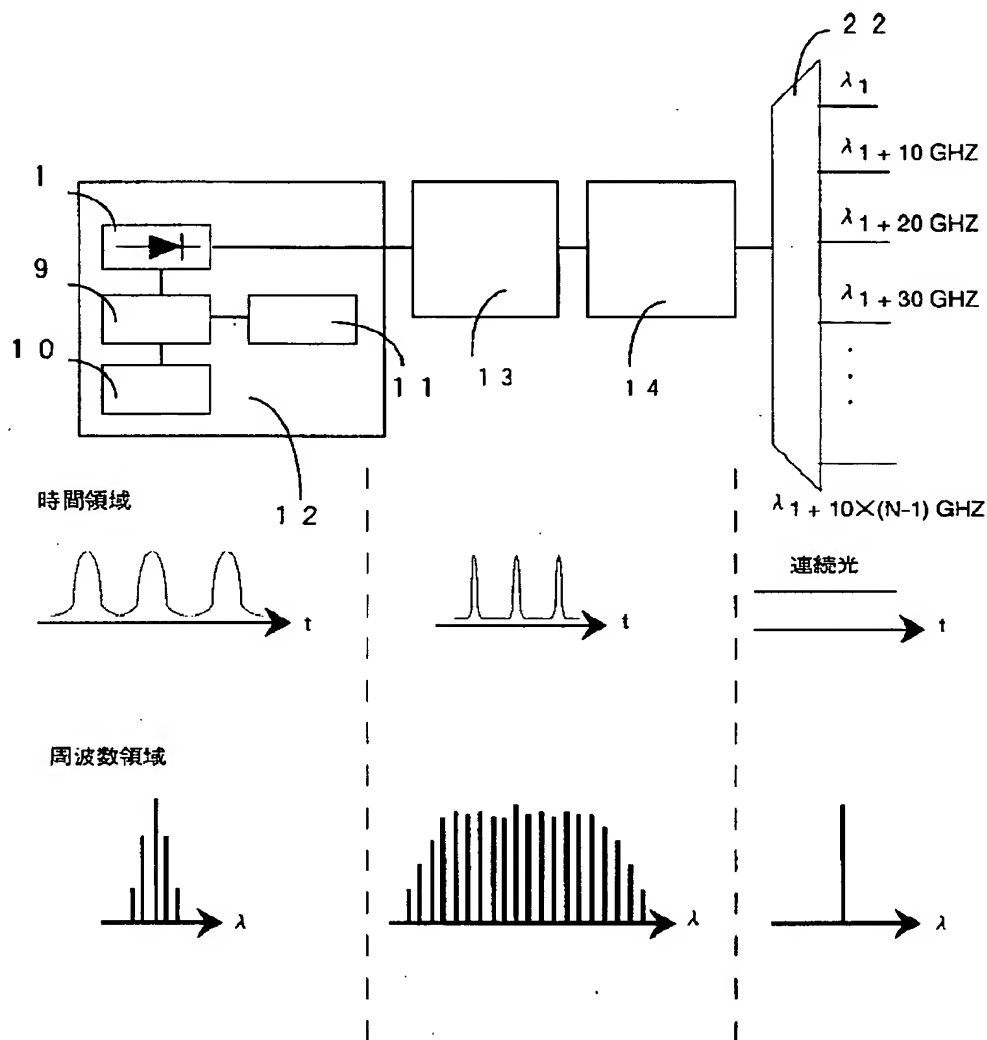 2 2
λ1
λ1 + 10 GHZ
λ1 + 20 GHZ
λ1 + 30 GHZ
λ1 + 10×(N-1) GHZ
1
9
1 0
1 1
1 2
1 3
1 4
時間領域
t
t
連続光
t
周波数領域
λ
λ
λ